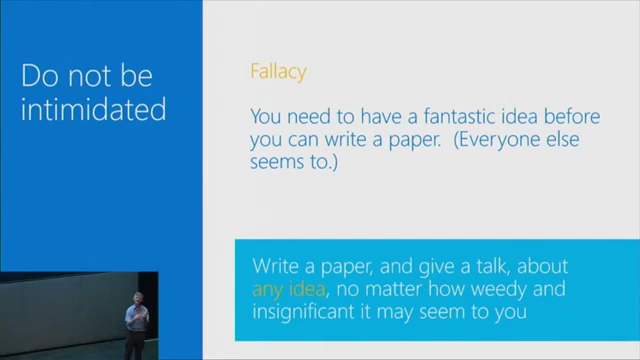 Do not be
intimidated
Fallacy
You need to have a fantastic idea before
you can write a paper.  (Everyone else
seems to.)
Write a paper, and give a talk, about
any idea, no matter how weedy and
insignificant it may seem to you